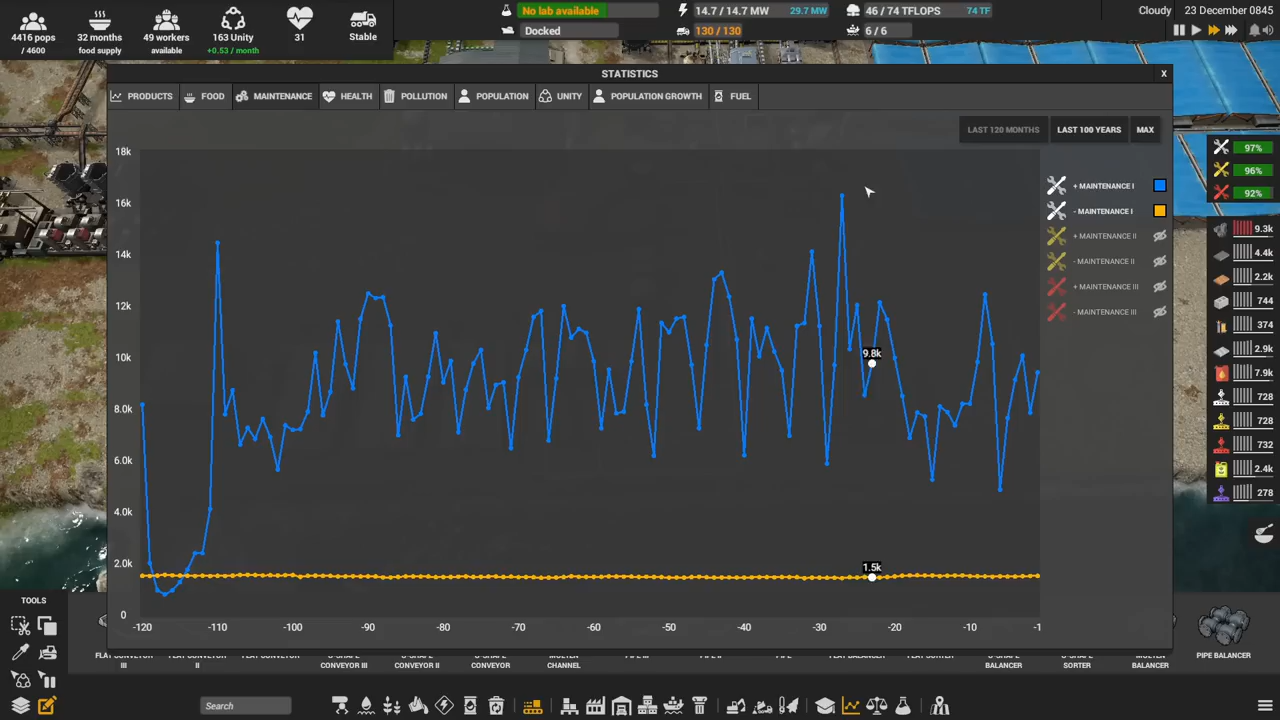 4416 pops
/ 4600
32 months
food supply
49 workers
available
163 Unity
+0.53 / month
31
Stable
No lab available
Docked
14.7 / 14.7 MW
29.7 MW
130 / 130
46 / 74 TFLOPS
74 TF
6 / 6
Cloudy
23 December 0845
STATISTICS
X
PRODUCTS
FOOD
MAINTENANCE
HEALTH
POLLUTION
POPULATION
UNITY
POPULATION GROWTH
FUEL
LAST 120 MONTHS
LAST 100 YEARS
MAX
18k
16k
14k
12k
10k
8.0k
6.0k
4.0k
2.0k
0
-120
-110
-100
-90
-80
-70
-60
-50
-40
-30
-20
-10
-1
9.8k
1.5k
+ MAINTENANCE I
- MAINTENANCE I
+ MAINTENANCE II
- MAINTENANCE II
+ MAINTENANCE III
- MAINTENANCE III
97%
96%
92%
9.3k
4.4k
2.2k
744
374
2.9k
7.9k
728
728
732
2.4k
278
TOOLS
III
CONVEYOR
II
CONVEYOR III
CONVEYOR II
CONVEYOR
CHANNEL
BALANCER
SORTER
BALANCER
PIPE BALANCER
Search